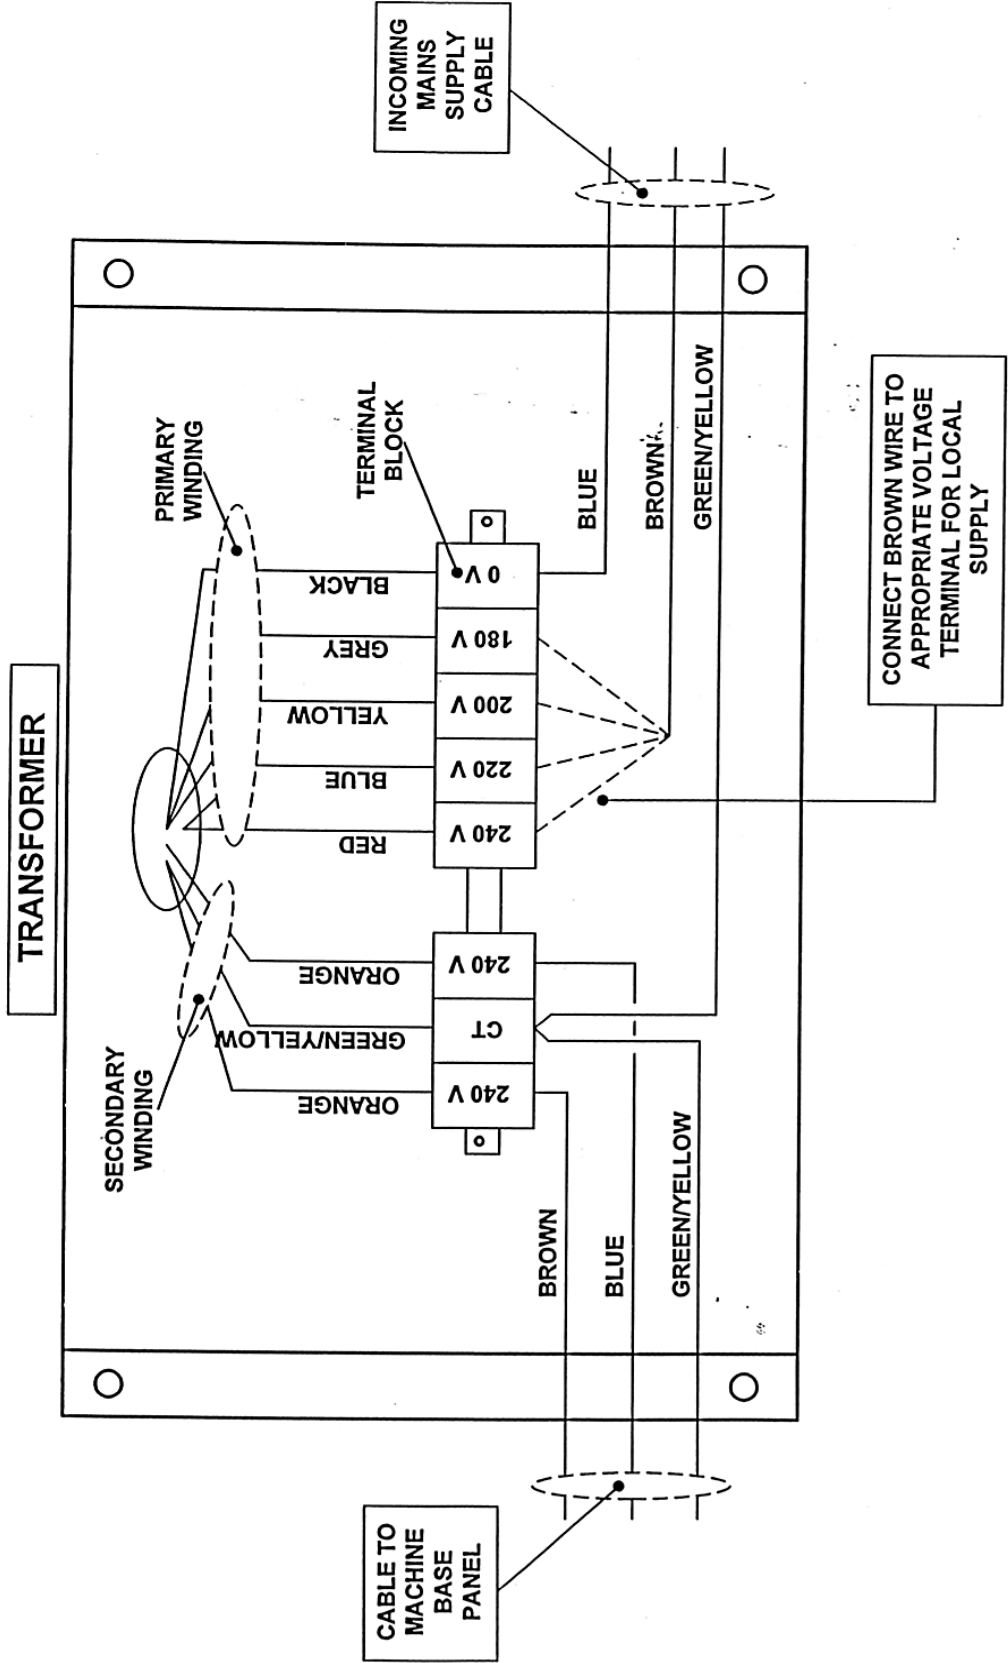 TRANSFORMER
INCOMING
MAINS
SUPPLY
CABLE
PRIMARY
WINDING
TERMINAL
BLOCK
SECONDARY
WINDING
BLACK
GREY
YELLOW
BLUE
RED
ORANGE
GREEN/YELLOW
ORANGE
0 V
180 V
200 V
220 V
240 V
240 V
CT
240 V
BLUE
BROWN
GREEN/YELLOW
BROWN
BLUE
GREEN/YELLOW
CONNECT BROWN WIRE TO
APPROPRIATE VOLTAGE
TERMINAL FOR LOCAL
SUPPLY
CABLE TO
MACHINE
BASE
PANEL